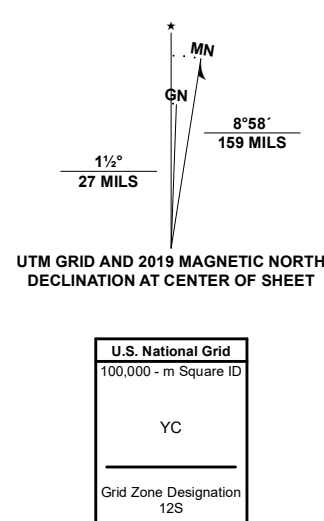 ★
MN
GN
8°58´
159 MILS
1½°
27 MILS
UTM GRID AND 2019 MAGNETIC NORTH
DECLINATION AT CENTER OF SHEET
U.S. National Grid
100,000 - m Square ID
YC
Grid Zone Designation
12S